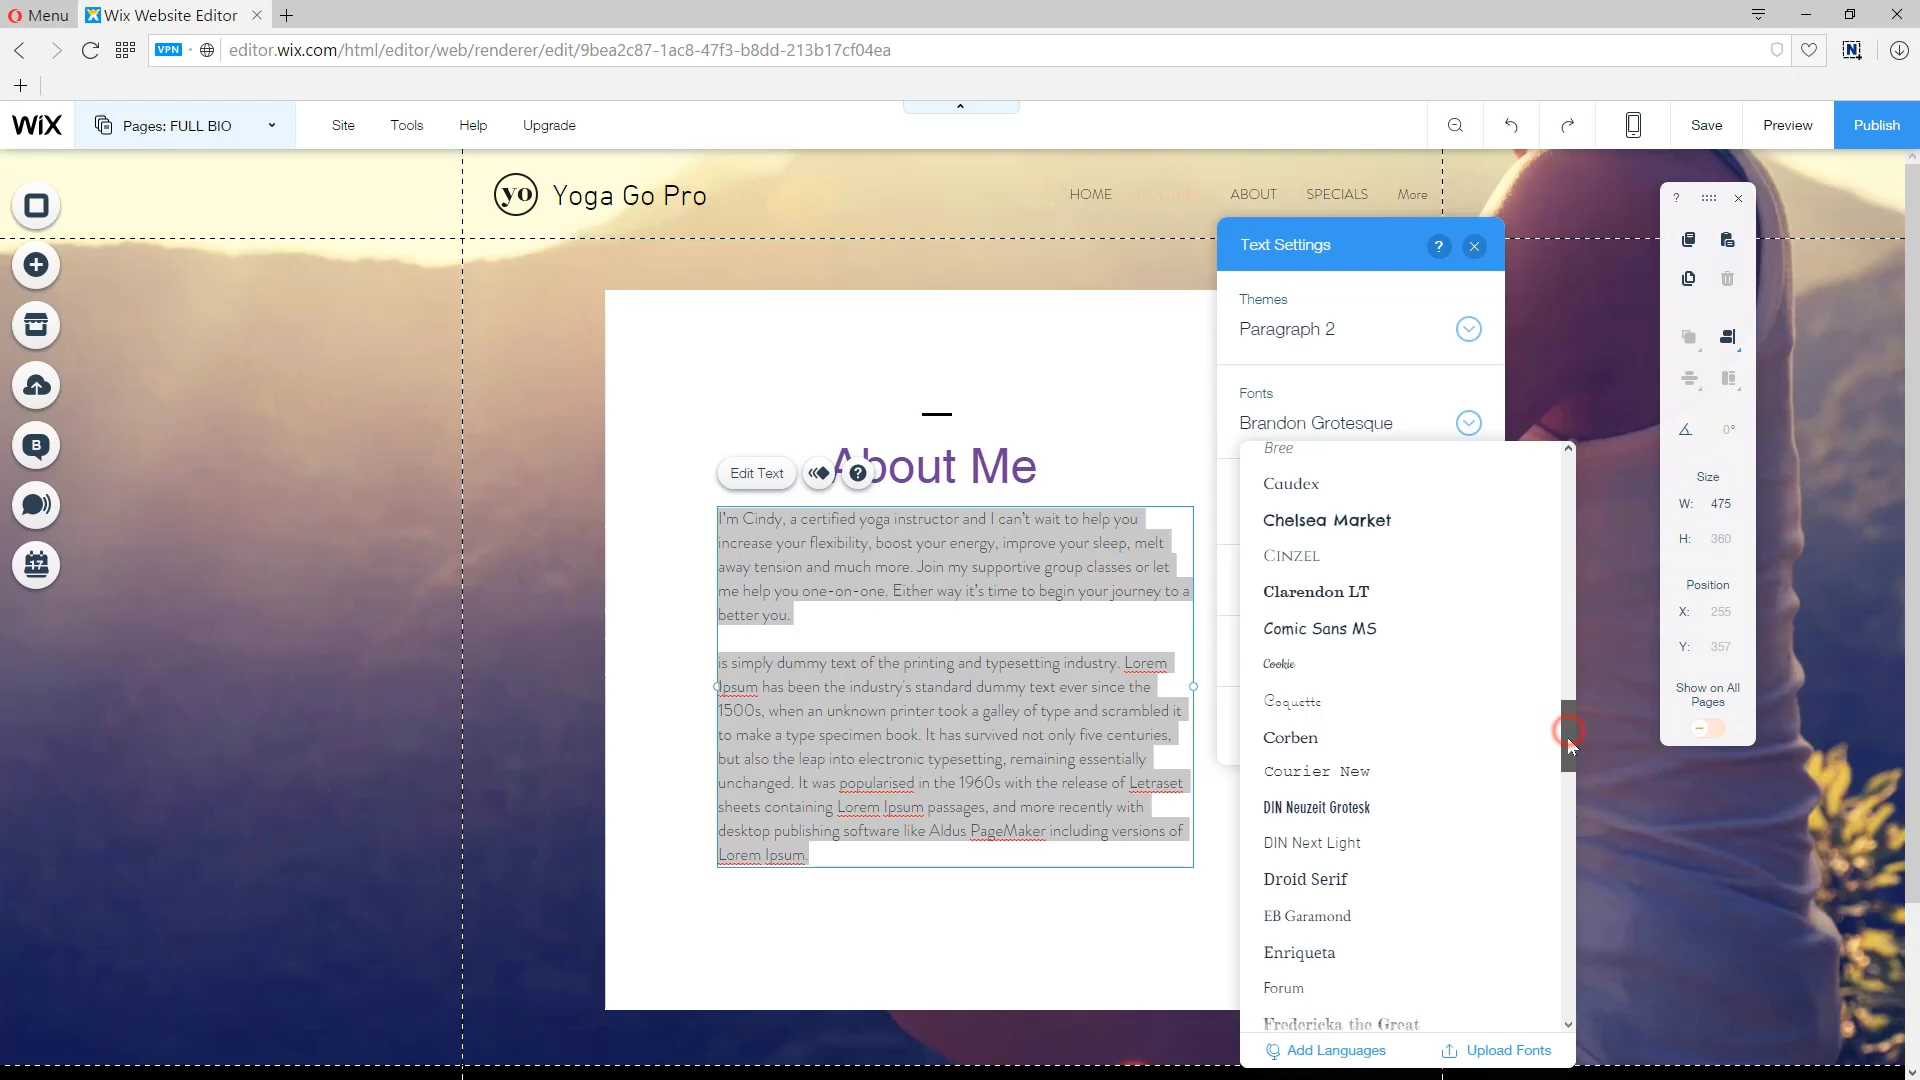 Menu
Wix Website Editor
VPN
editor.wix.com/html/editor/web/renderer/edit/9bea2c87-1ac8-47f3-b8dd-213b17cf04ea
WiX
Pages: FULL BIO
Site
Tools
Help
Upgrade
Save
Preview
Publish
yo
Yoga Go Pro
HOME
ABOUT
SPECIALS
More
B
17
About Me
Edit Text
?
I'm Cindy, a certified yoga instructor and I can't wait to help you
increase your flexibility, boost your energy, improve your sleep, melt
away tension and much more. Join my supportive group classes or let
me help you one-on-one. Either way it's time to begin your journey to a
better you.
is simply dummy text of the printing and typesetting industry. Lorem
Ipsum has been the industry's standard dummy text ever since the
1500s, when an unknown printer took a galley of type and scrambled it
to make a type specimen book. It has survived not only five centuries,
but also the leap into electronic typesetting, remaining essentially
unchanged. It was popularised in the 1960s with the release of Letraset
sheets containing Lorem Ipsum passages, and more recently with
desktop publishing software like Aldus PageMaker including versions of
Lorem Ipsum.
Text Settings
?
Themes
Paragraph 2
Fonts
Brandon Grotesque
Bree
Caudex
Chelsea Market
CINZEL
Clarendon LT
Comic Sans MS
Cookie
Coquette
Corben
Courier New
DIN Neuzeit Grotesk
DIN Next Light
Droid Serif
EB Garamond
Enriqueta
Forum
Fredericka the Great
Add Languages
Upload Fonts
?
0°
Size
W: 475
H: 360
Position
X: 255
Y: 357
Show on All
Pages